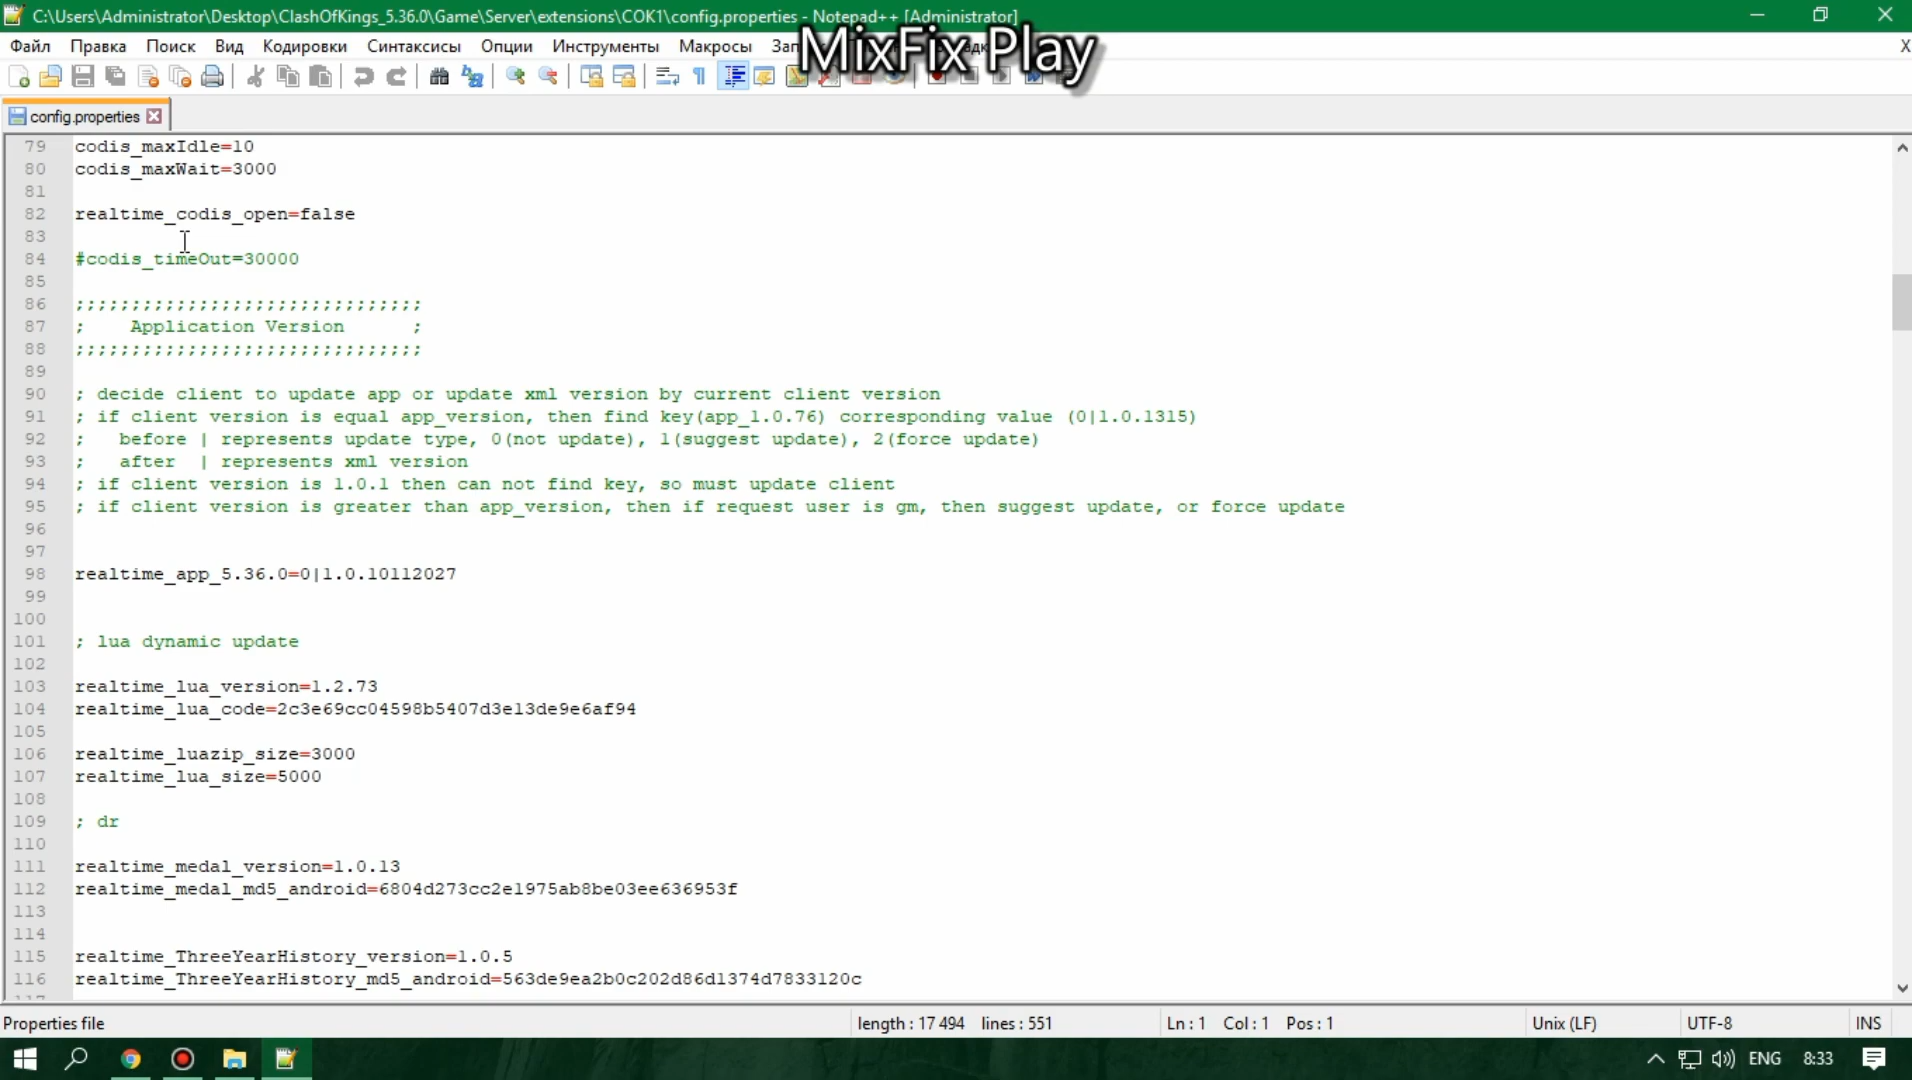 C:\Users\Administrator\Desktop\ClashOfKings_5.36.0\Game\Server\extensions\COK1\config.properties - Notepad++ [Administrator]
Файл Правка Поиск Вид Кодировки Синтаксисы Опции Инструменты Макросы X
MixFix Play
config.properties
79 codis_maxIdle=10
80 codis_maxWait=3000
81
82 realtime_codis_open=false
83
84 #codis_timeOut=30000
85
86 ;;;;;;;;;;;;;;;;;;;;;;;;;;;;;;;
87 ;    Application Version      ;
88 ;;;;;;;;;;;;;;;;;;;;;;;;;;;;;;;
89
90 ; decide client to update app or update xml version by current client version
91 ; if client version is equal app_version, then find key(app_1.0.76) corresponding value (0|1.0.1315)
92 ;   before | represents update type, 0(not update), 1(suggest update), 2(force update)
93 ;   after  | represents xml version
94 ; if client version is 1.0.1 then can not find key, so must update client
95 ; if client version is greater than app_version, then if request user is gm, then suggest update, or force update
96
97
98 realtime_app_5.36.0=0|1.0.10112027
99
100
101 ; lua dynamic update
102
103 realtime_lua_version=1.2.73
104 realtime_lua_code=2c3e69cc04598b5407d3e13de9e6af94
105
106 realtime_luazip_size=3000
107 realtime_lua_size=5000
108
109 ; dr
110
111 realtime_medal_version=1.0.13
112 realtime_medal_md5_android=6804d273cc2e1975ab8be03ee636953f
113
114
115 realtime_ThreeYearHistory_version=1.0.5
116 realtime_ThreeYearHistory_md5_android=563de9ea2b0c202d86d1374d7833120c
Properties file length : 17 494 lines : 551 Ln : 1 Col : 1 Pos : 1 Unix (LF) UTF-8 INS
ENG 8:33